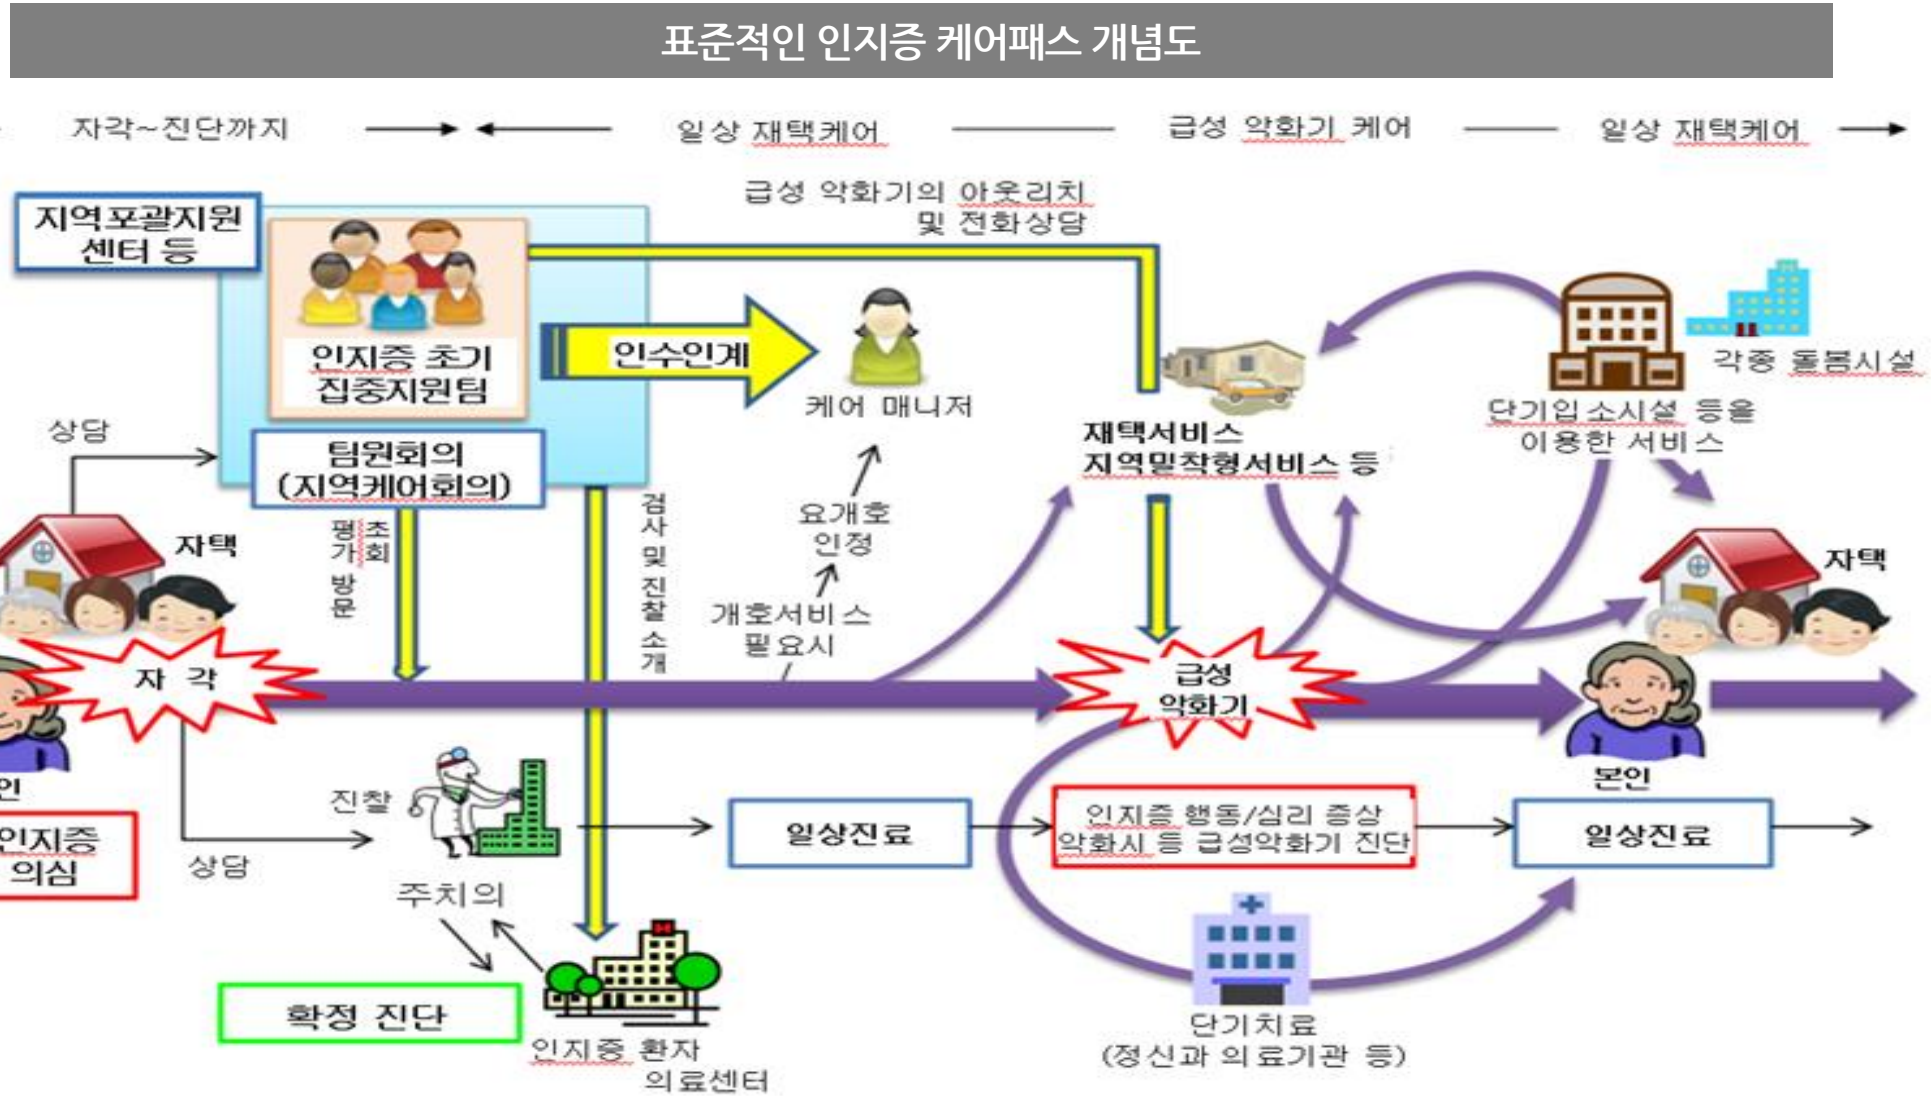 표준적인 인지증 케어패스 개념도
자각~진단까지
일상 재택케어
급성 악화기 케어
일상 재택케어
급성 악화기의 아웃리치
및 전화상담
지역포괄지원
센터 등
인지증 초기
집중지원팀
인수인계
케어 매니저
각종 돌봄시설
단기입소시설 등을
이용한 서비스
재택서비스
지역밀착형서비스 등
상담
팀원회의
(지역케어회의)
초회
평가
방문
검사 및 진찰 소개
요개호
인정
개호서비스
필요시
자택
자택
자 각
급성
악화기
인
본인
인지증
의심
진찰
상담
주치의
일상진료
인지증 행동/심리 증상
악화시 등 급성악화기 진단
일상진료
확정 진단
인지증 환자
의료센터
단기치료
(정신과 의료기관 등)